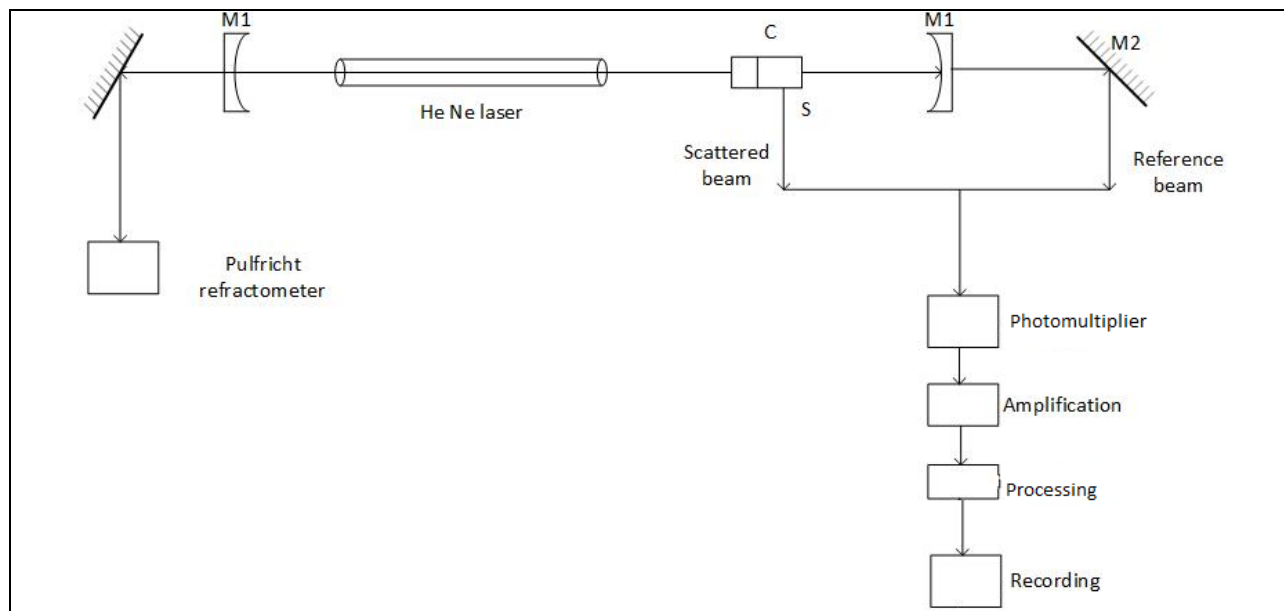 M1
C
M1
M2
He Ne laser
S
Scattered
beam
Reference
beam
Pulfricht
refractometer
Photomultiplier
Amplification
Processing
Recording